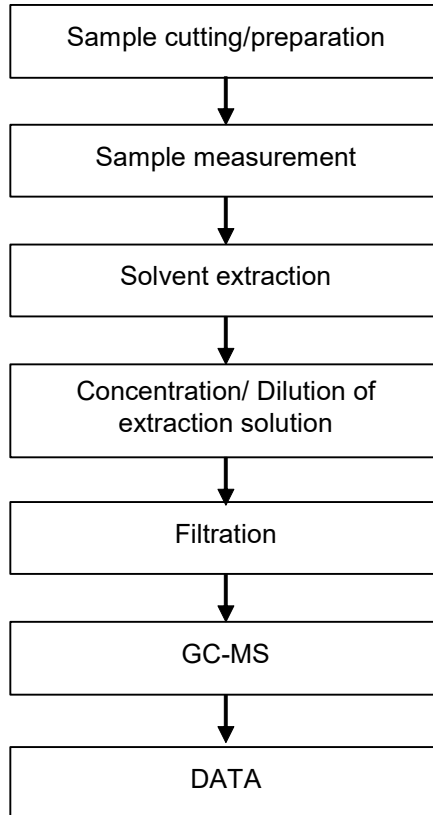 Sample cutting/preparation
Sample measurement
Solvent extraction
Concentration/ Dilution of
extraction solution
Filtration
GC-MS
DATA